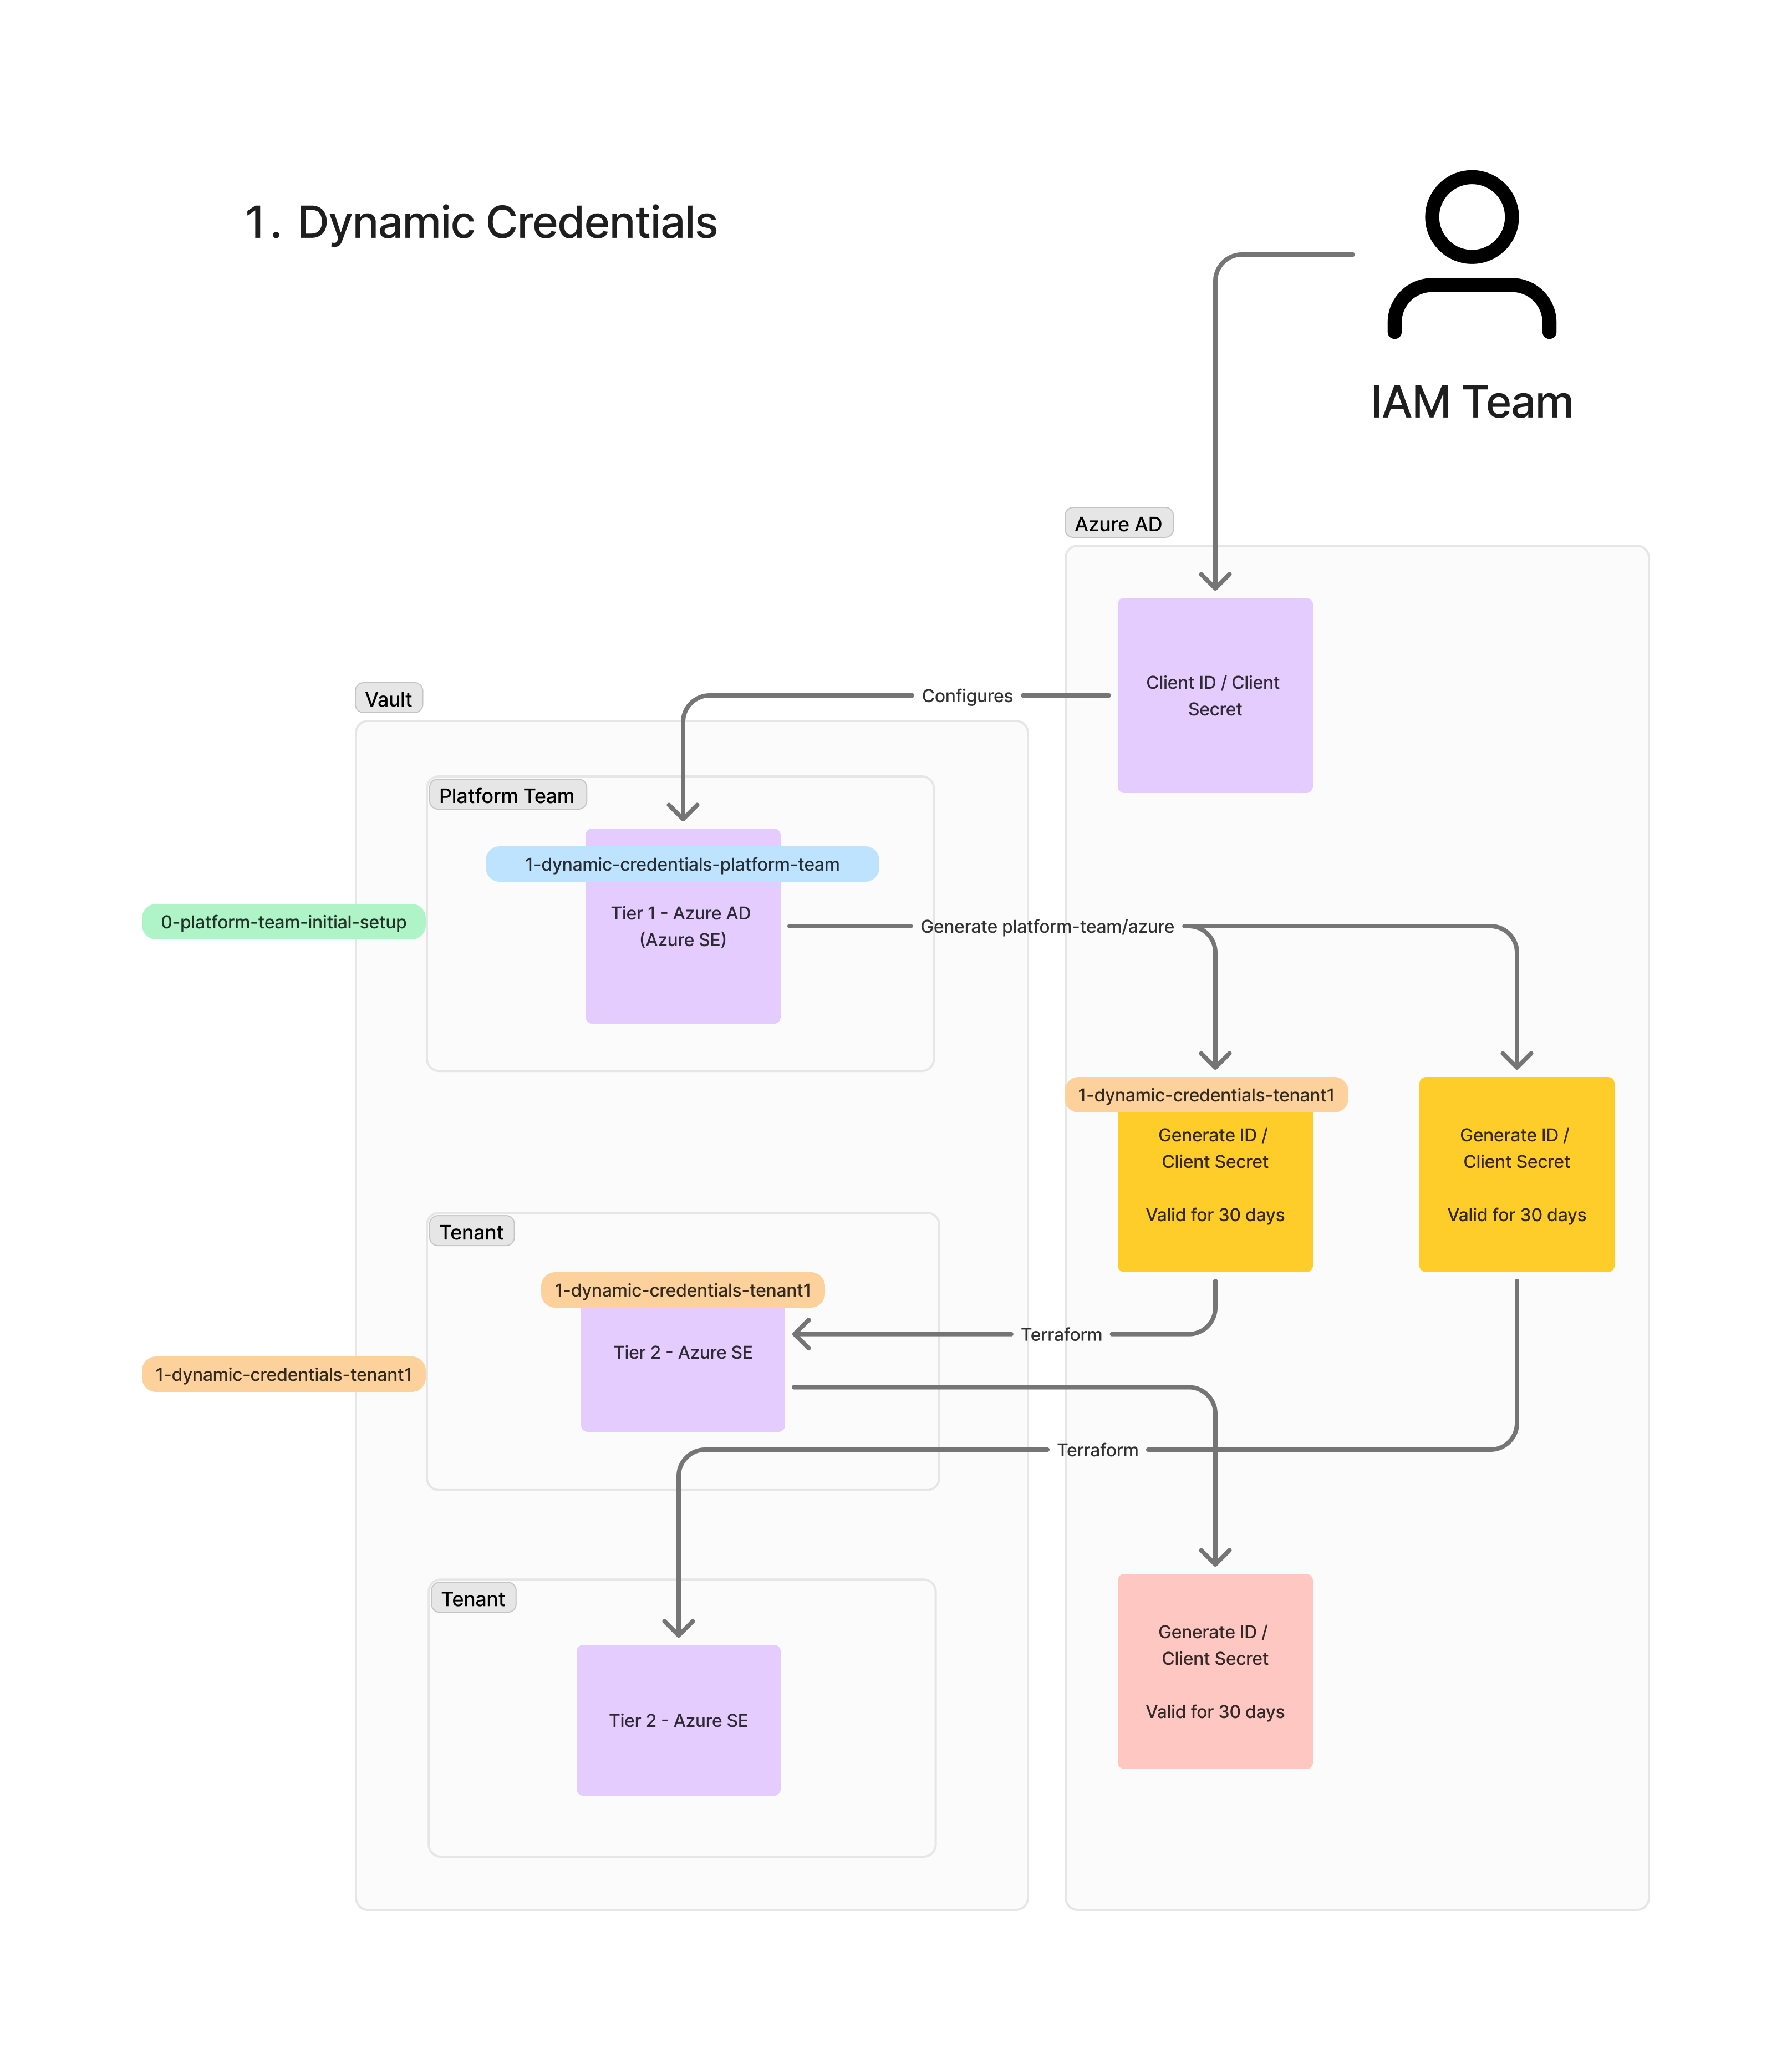 1. Dynamic Credentials
IAM Team
Azure AD
Client ID / Client
Secret
Configures
Vault
Platform Team
1-dynamic-credentials-platform-team
0-platform-team-initial-setup
Tier 1 - Azure AD
(Azure SE)
Generate platform-team/azure
1-dynamic-credentials-tenant1
Generate ID /
Client Secret
Valid for 30 days
Generate ID /
Client Secret
Valid for 30 days
Tenant
1-dynamic-credentials-tenant1
Tier 2 - Azure SE
Terraform
1-dynamic-credentials-tenant1
Terraform
Tenant
Tier 2 - Azure SE
Generate ID /
Client Secret
Valid for 30 days